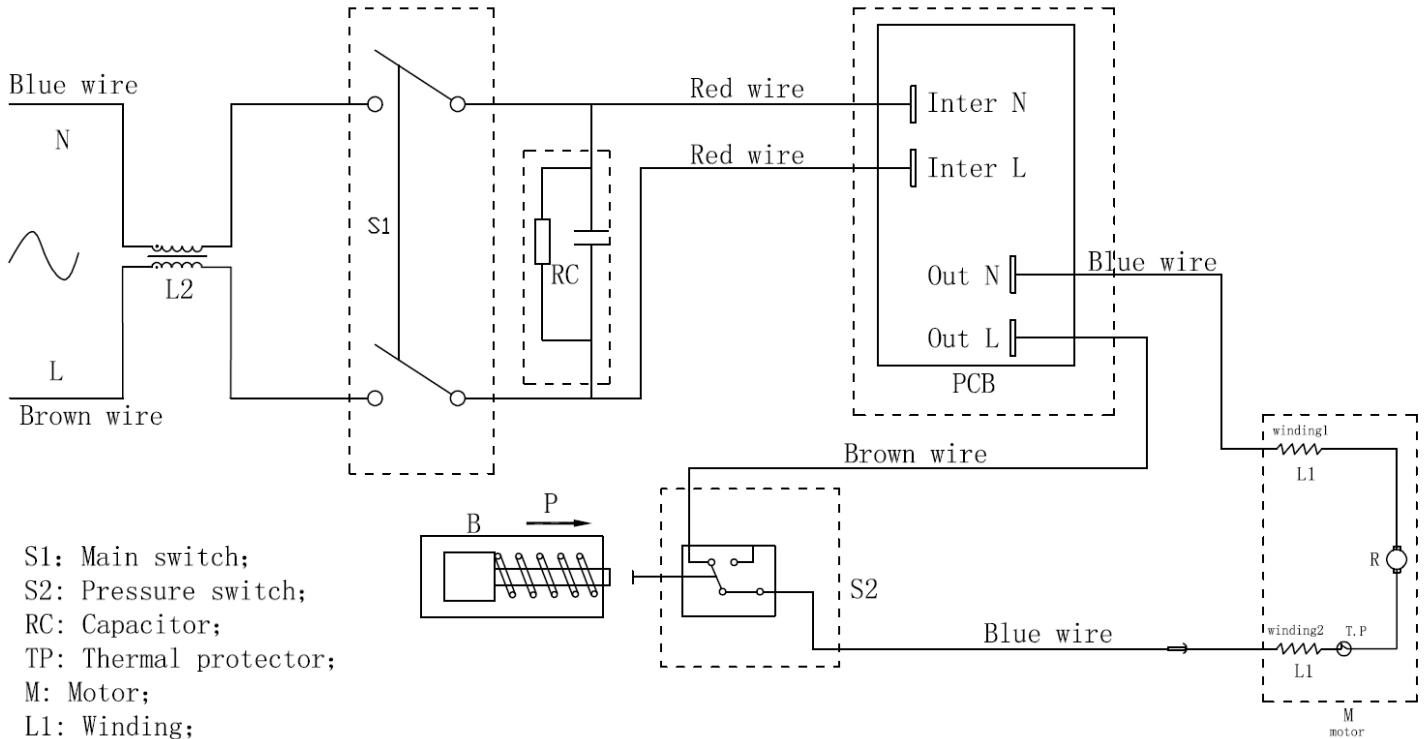 Blue wire
N
L2
L
Brown wire
S1
RC
Red wire
Red wire
Inter N
Inter L
Out N
Out L
PCB
Blue wire
Brown wire
winding1
L1
R
winding2
T.P
L1
M
motor
B
P
S2
Blue wire
S1: Main switch;
S2: Pressure switch;
RC: Capacitor;
TP: Thermal protector;
M: Motor;
L1: Winding;